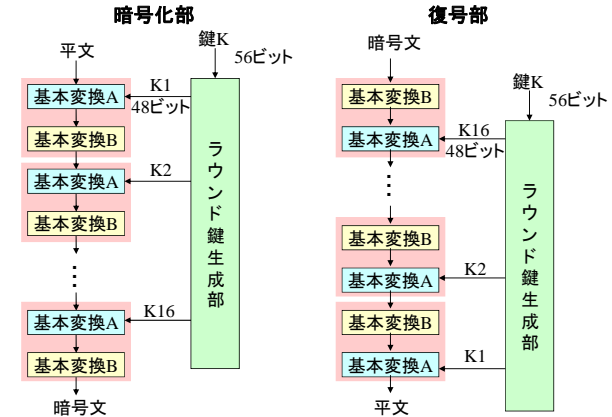 暗号化部
平文
鍵K
56ビット
基本変換A
K1
48ビット
基本変換B
基本変換A
K2
基本変換B
⋮
基本変換A
K16
基本変換B
暗号文
ラウンド鍵生成部
復号部
暗号文
鍵K
56ビット
基本変換B
基本変換A
K16
48ビット
⋮
基本変換B
基本変換A
K2
基本変換B
基本変換A
K1
平文
ラウンド鍵生成部